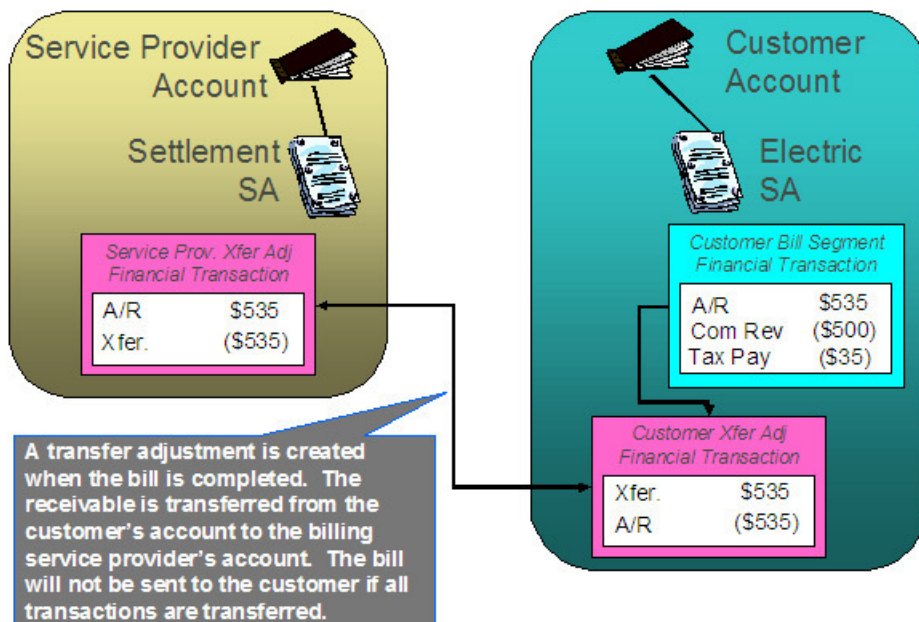 Service Provider
Account
Settlement
SA
Service Prov. Xfer Adj
Financial Transaction
A/R $535
Xfer. ($535)
Customer
Account
Electric
SA
Customer Bill Segment
Financial Transaction
A/R $535
Com Rev ($500)
Tax Pay ($35)
Customer Xfer Adj
Financial Transaction
Xfer. $535
A/R ($535)
A transfer adjustment is created
when the bill is completed. The
receivable is transferred from the
customer's account to the billing
service provider's account. The bill
will not be sent to the customer if all
transactions are transferred.